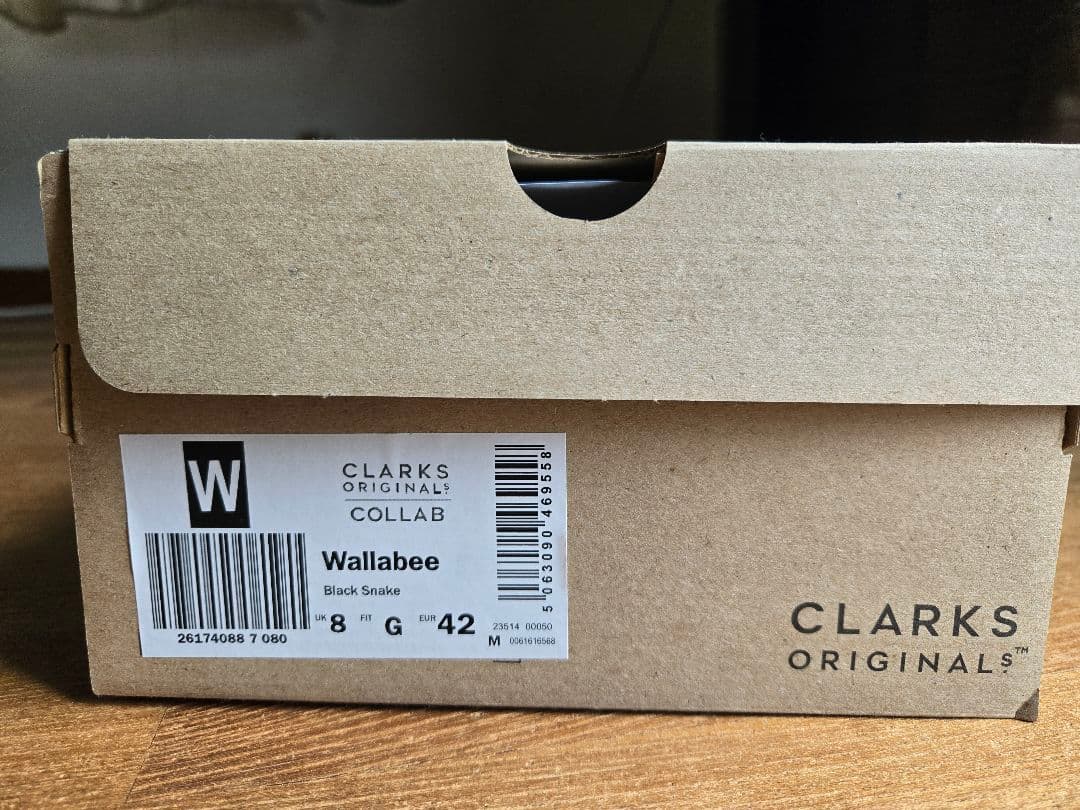 W
CLARKS
ORIGINALS
COLLAB
Wallabee
Black Snake
UK 8 FIT G EUR 42
26174088 7 080
5 063090 469558
23514 00050
M 0061616568
CLARKS
ORIGINALS™